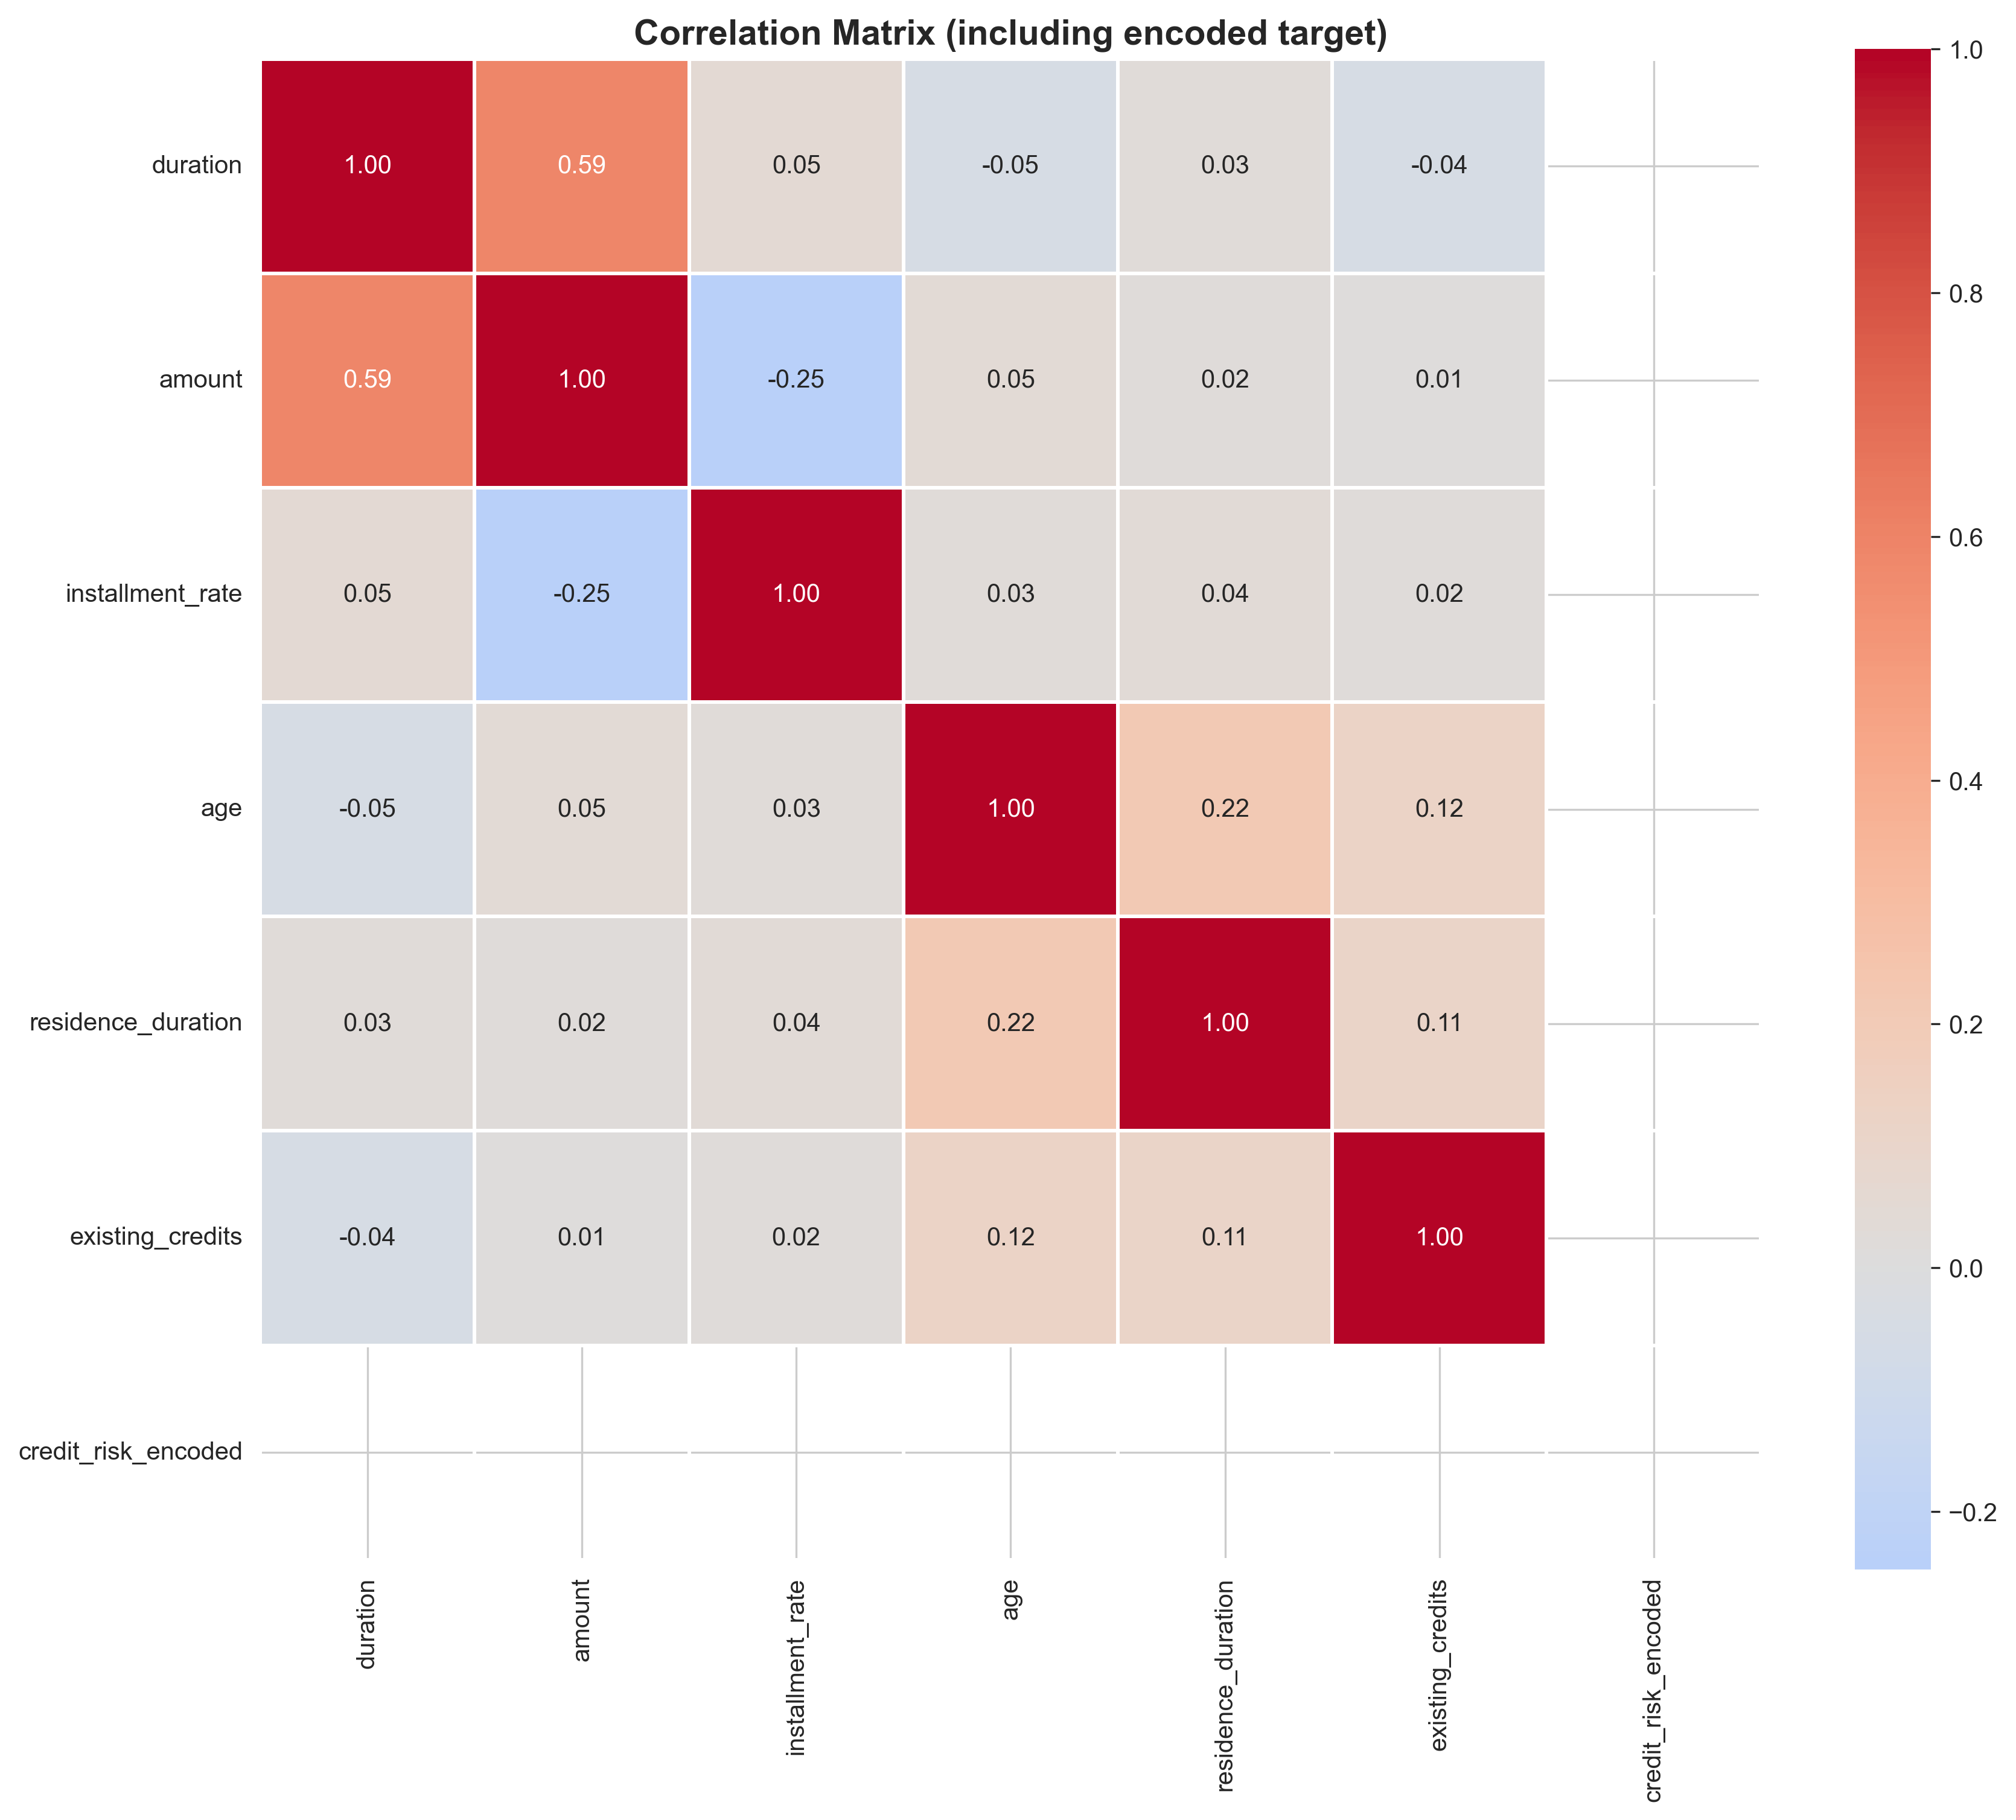 Correlation Matrix (including encoded target)
duration 1.00 0.59 0.05 -0.05 0.03 -0.04
amount 0.59 1.00 -0.25 0.05 0.02 0.01
installment_rate 0.05 -0.25 1.00 0.03 0.04 0.02
age -0.05 0.05 0.03 1.00 0.22 0.12
residence_duration 0.03 0.02 0.04 0.22 1.00 0.11
existing_credits -0.04 0.01 0.02 0.12 0.11 1.00
credit_risk_encoded
duration
amount
installment_rate
age
residence_duration
existing_credits
credit_risk_encoded
1.0
0.8
0.6
0.4
0.2
0.0
−0.2